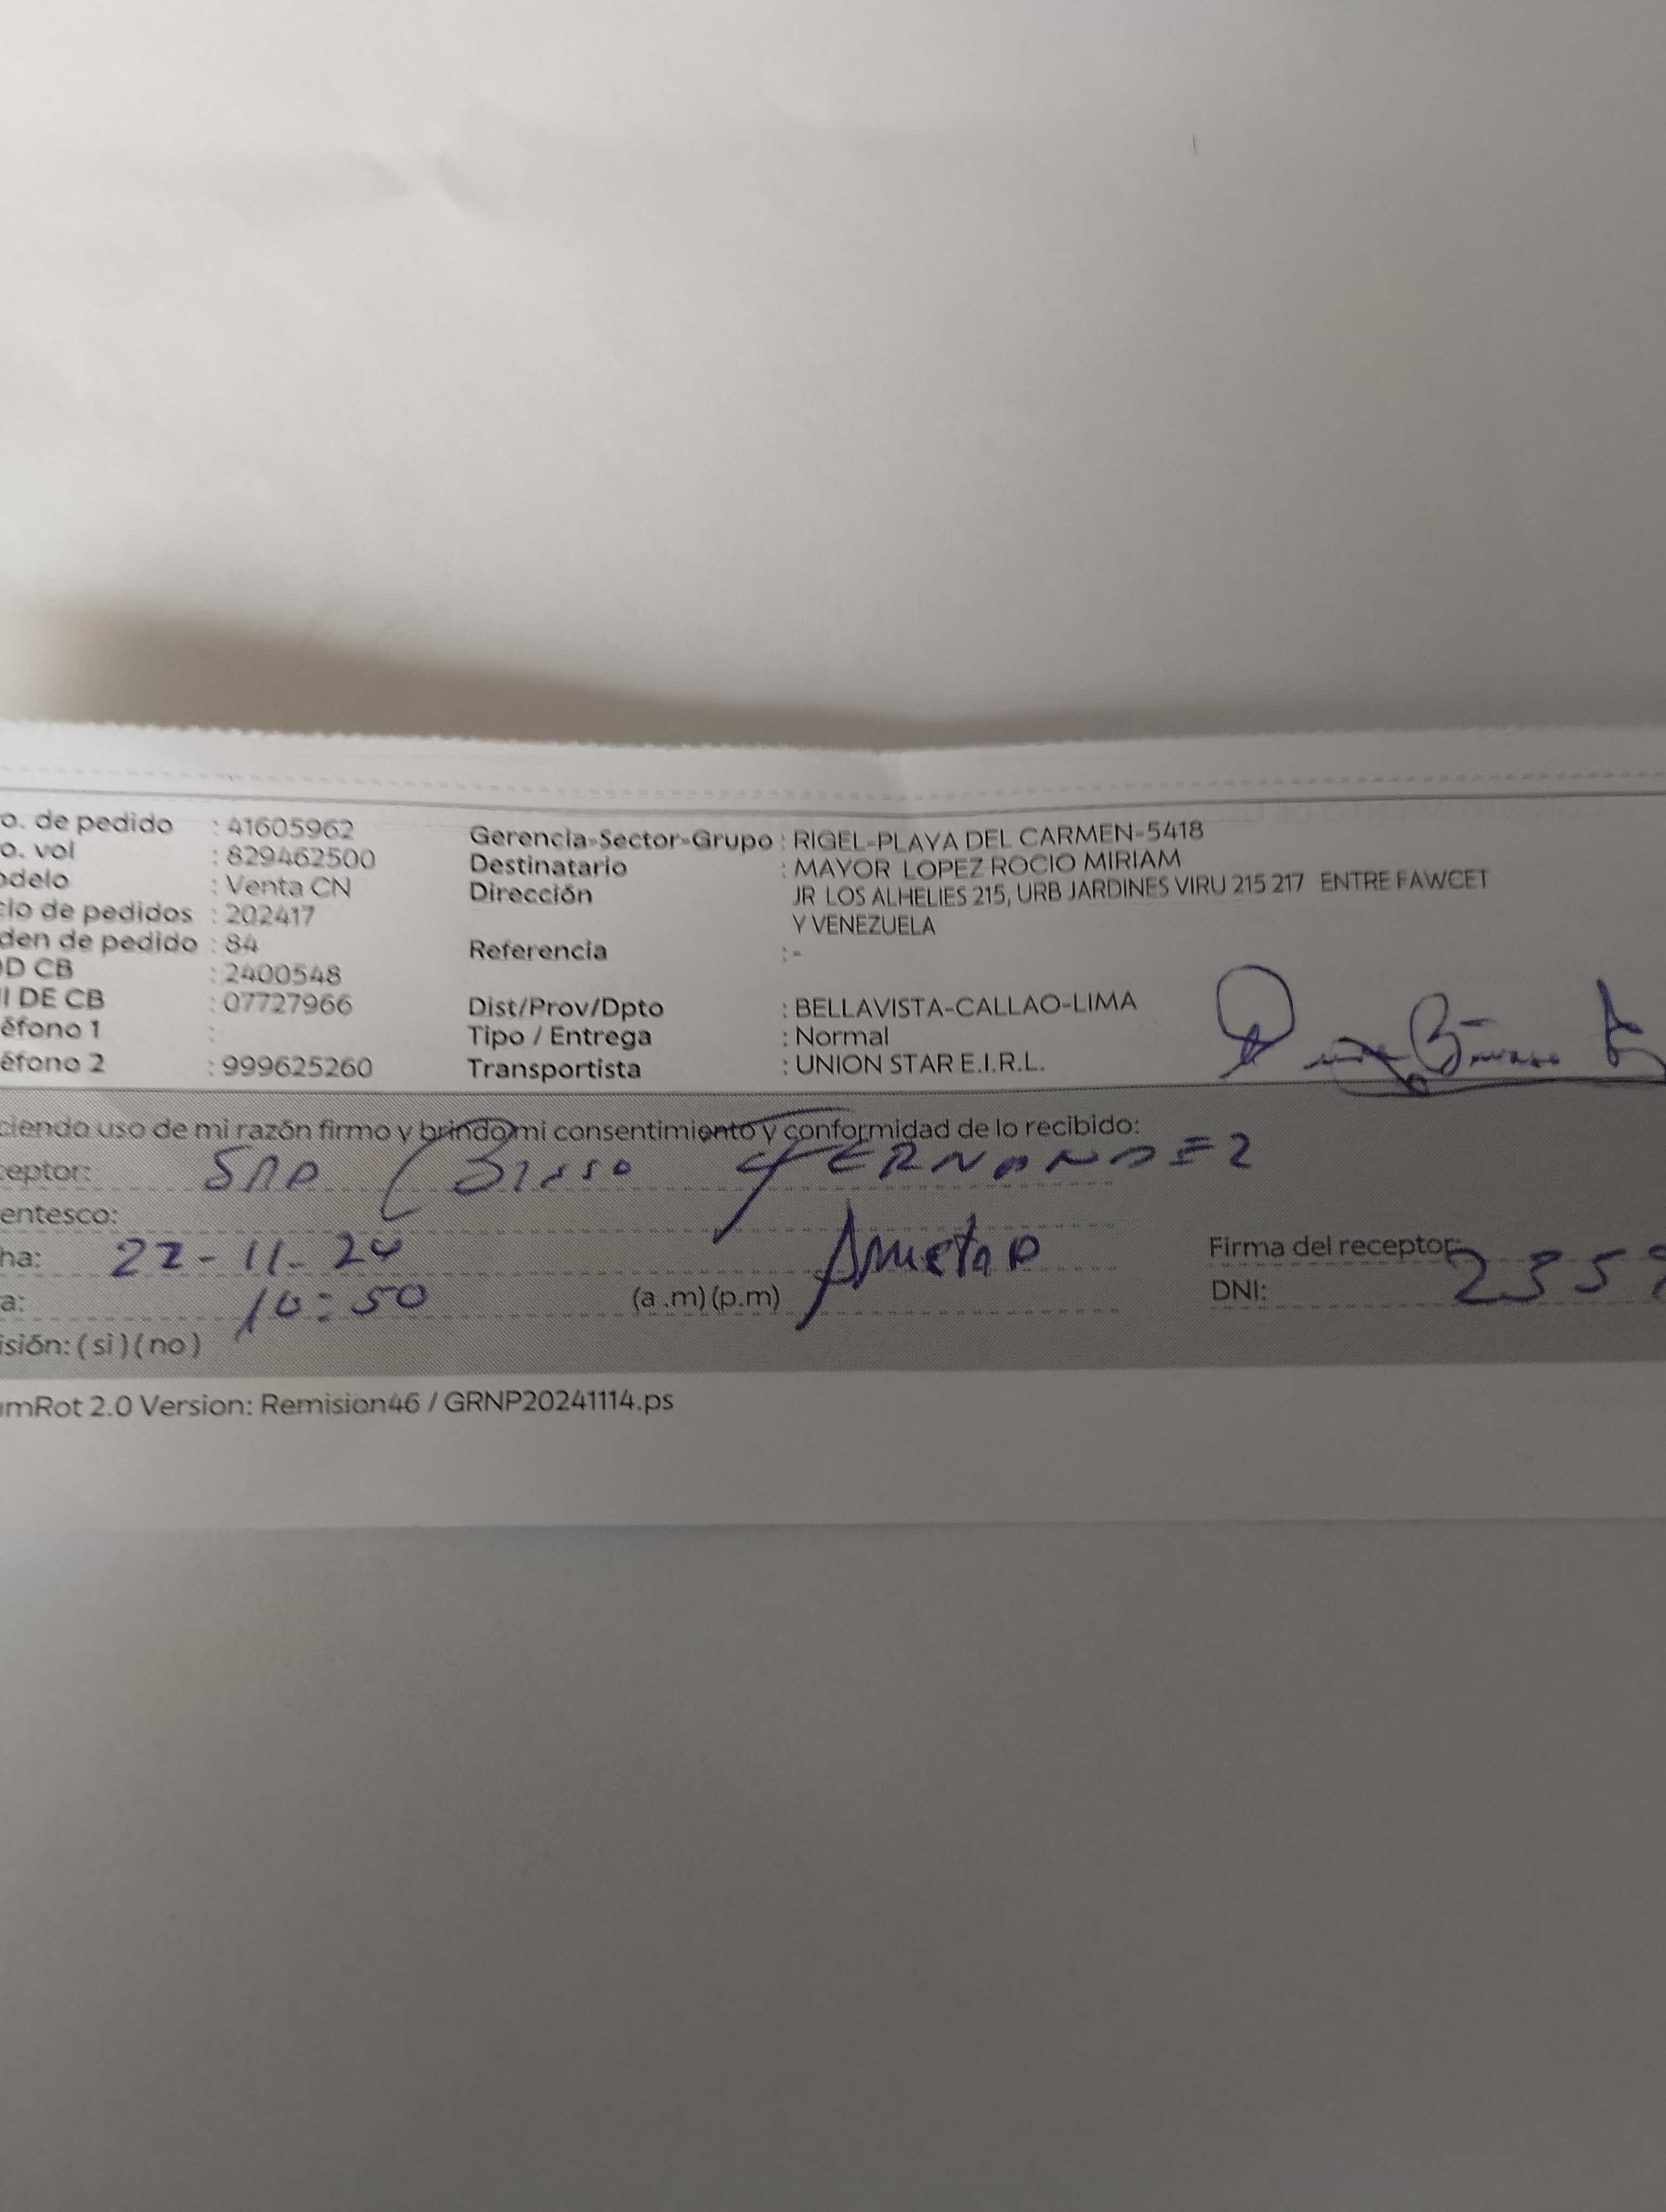 o. de pedido : 41605962
o. vol : 829462500
odelo : Venta CN
clo de pedidos : 202417
den de pedido : 84
D CB : 2400548
I DE CB : 07727966
éfono 1 :
éfono 2 : 999625260
Gerencia-Sector-Grupo : RIGEL-PLAYA DEL CARMEN-5418
Destinatario : MAYOR LOPEZ ROCIO MIRIAM
Dirección JR LOS ALHELIES 215, URB JARDINES VIRU 215 217 ENTRE FAWCET
Y VENEZUELA
Referencia : -
Dist/Prov/Dpto : BELLAVISTA-CALLAO-LIMA
Tipo / Entrega : Normal
Transportista : UNION STAR E.I.R.L.
ciendo uso de mi razón firmo y brindo mi consentimiento y conformidad de lo recibido:
ceptor: FERNANDEZ
entesco:
ha: 22-11-24
Firma del receptor:
a: 10:50 (a .m) (p.m)
DNI: 2359
isión: ( si ) ( no )
umRot 2.0 Version: Remision46 / GRNP20241114.ps